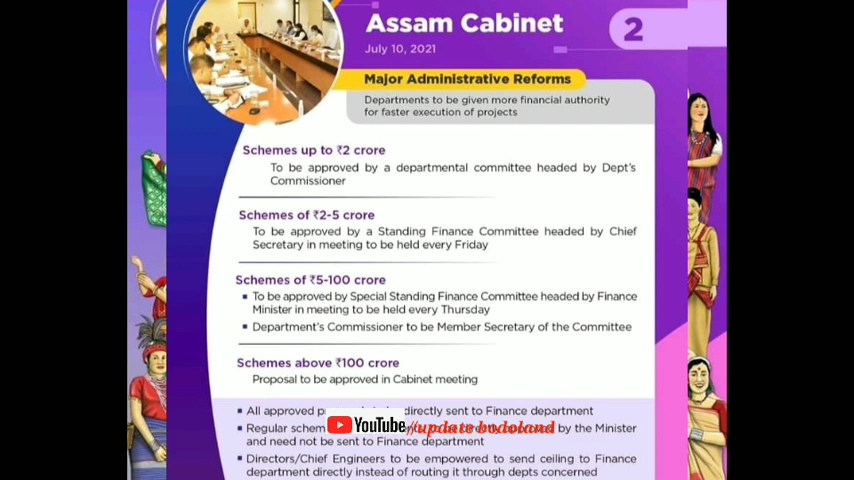 Assam Cabinet
2
July 10, 2021
Major Administrative Reforms
Departments to be given more financial authority
for faster execution of projects
Schemes up to ₹2 crore
To be approved by a departmental committee headed by Dept's
Commissioner
Schemes of ₹2-5 crore
To be approved by a Standing Finance Committee headed by Chief
Secretary in meeting to be held every Friday
Schemes of ₹5-100 crore
▪ To be approved by Special Standing Finance Committee headed by Finance
Minister in meeting to be held every Thursday
▪ Department's Commissioner to be Member Secretary of the Committee
Schemes above ₹100 crore
Proposal to be approved in Cabinet meeting
▪ All approved directly sent to Finance department
▪ Regular by the Minister
YouTube//update bodoland
and need not be sent to Finance department
▪ Directors/Chief Engineers to be empowered to send ceiling to Finance
department directly instead of routing it through depts concerned